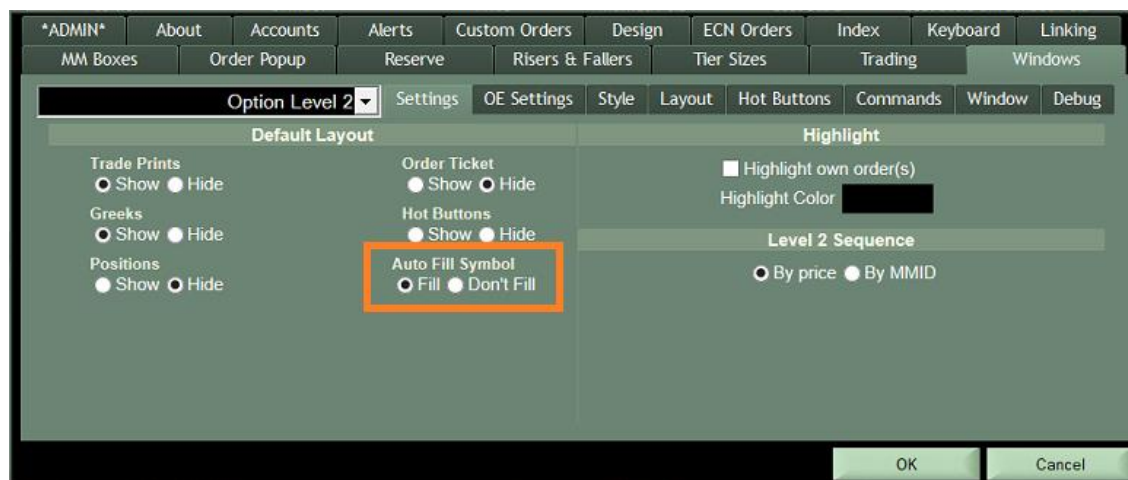 *ADMIN* About Accounts Alerts Custom Orders Design ECN Orders Index Keyboard Linking
MM Boxes Order Popup Reserve Risers & Fallers Tier Sizes Trading Windows
Option Level 2 Settings OE Settings Style Layout Hot Buttons Commands Window Debug
Default Layout
Trade Prints
Show Hide
Greeks
Show Hide
Positions
Show Hide
Order Ticket
Show Hide
Hot Buttons
Show Hide
Auto Fill Symbol
Fill Don't Fill
Highlight
Highlight own order(s)
Highlight Color
Level 2 Sequence
By price By MMID
OK Cancel